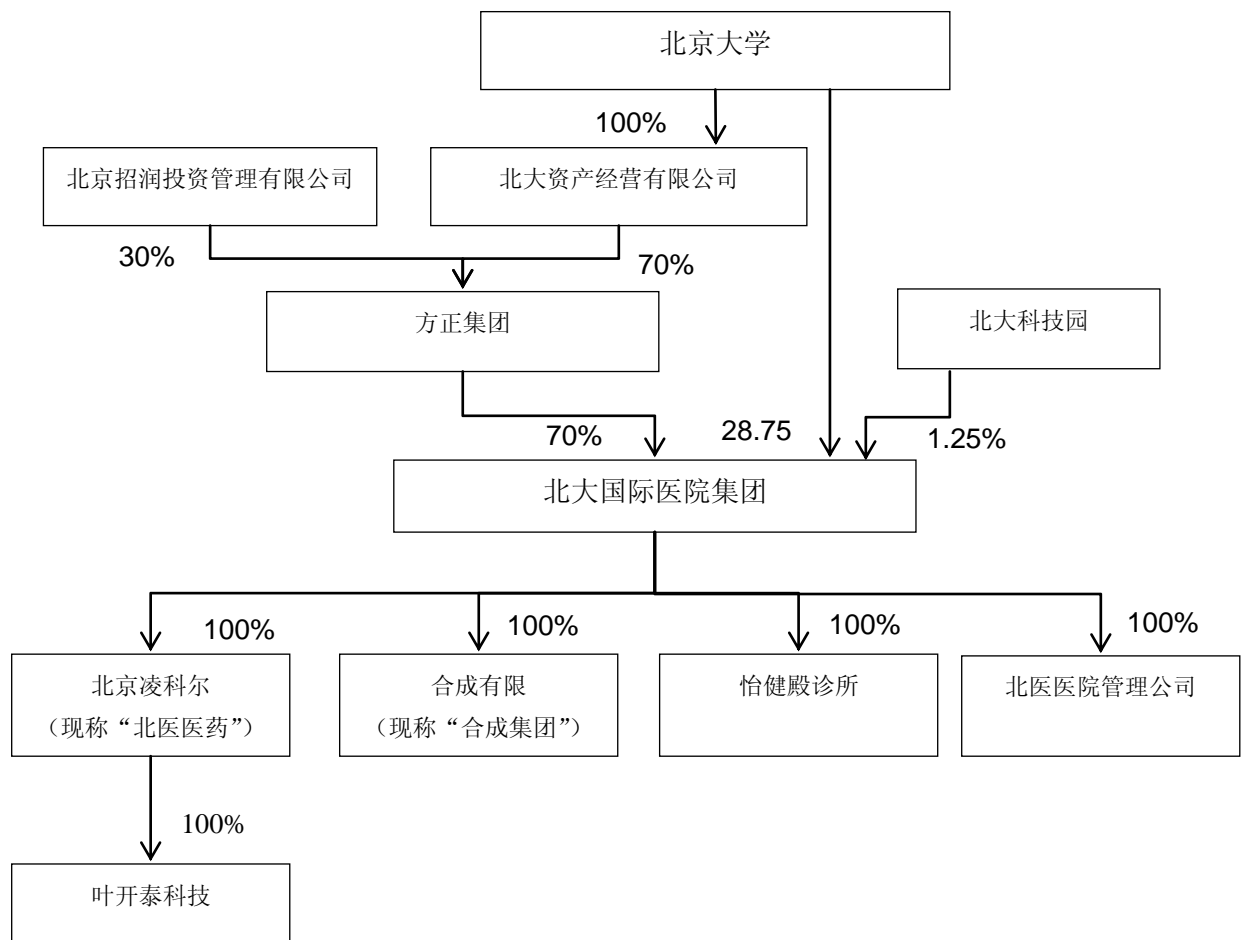 北京大学
100%
北京招润投资管理有限公司
北大资产经营有限公司
30%
70%
方正集团
北大科技园
70%
28.75
1.25%
北大国际医院集团
100%
100%
100%
100%
北京凌科尔
（现称“北医医药”）
合成有限
（现称“合成集团”）
怡健殿诊所
北医医院管理公司
100%
叶开泰科技